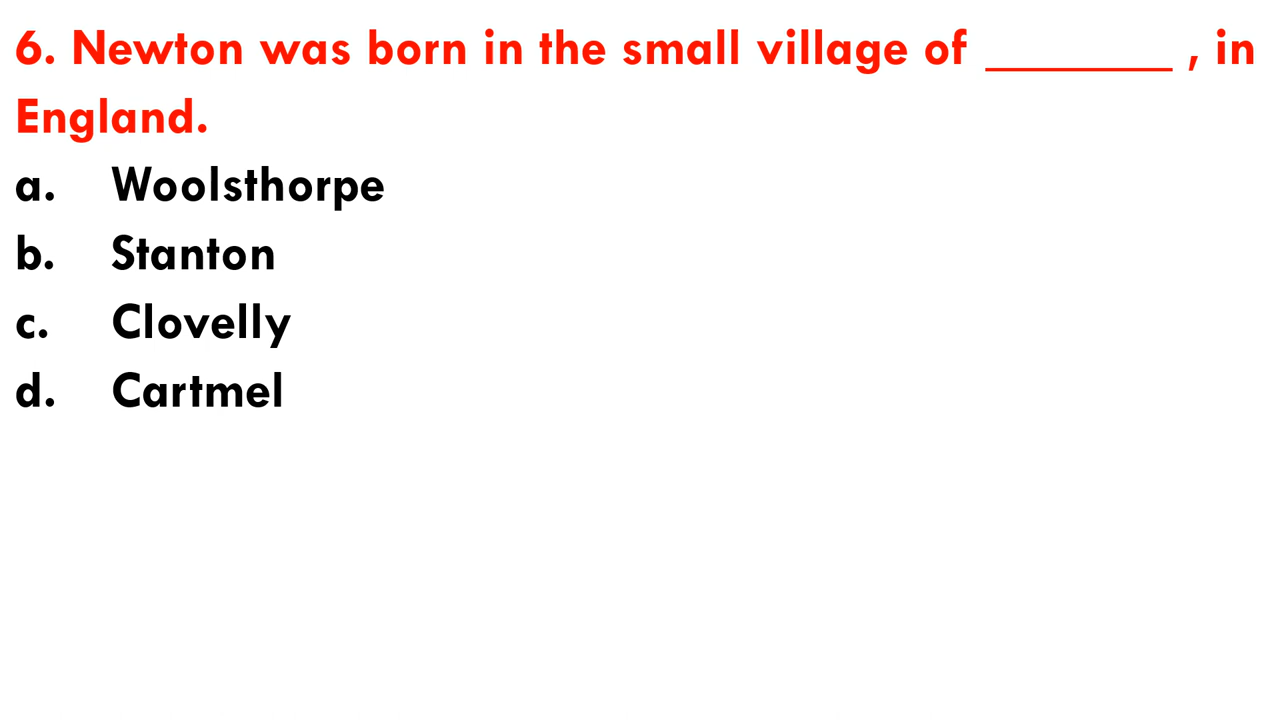 6. Newton was born in the small village of ________ , in
England.
a. Woolsthorpe
b. Stanton
c. Clovelly
d. Cartmel